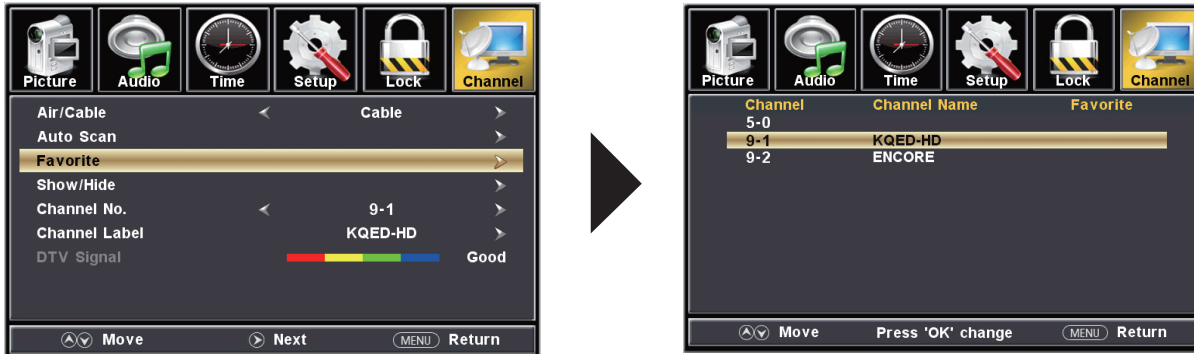 Picture Audio Time Setup Lock Channel
Air/Cable Cable
Auto Scan
Favorite
Show/Hide
Channel No. 9-1
Channel Label KQED-HD
DTV Signal Good
Move Next MENU Return
Picture Audio Time Setup Lock Channel
Channel Channel Name Favorite
5-0
9-1 KQED-HD
9-2 ENCORE
Move Press 'OK' change MENU Return